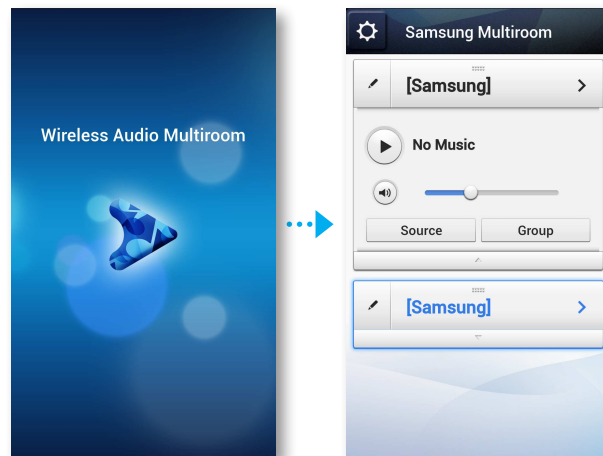 Wireless Audio Multiroom
Samsung Multiroom
[Samsung]
No Music
Source Group
[Samsung]